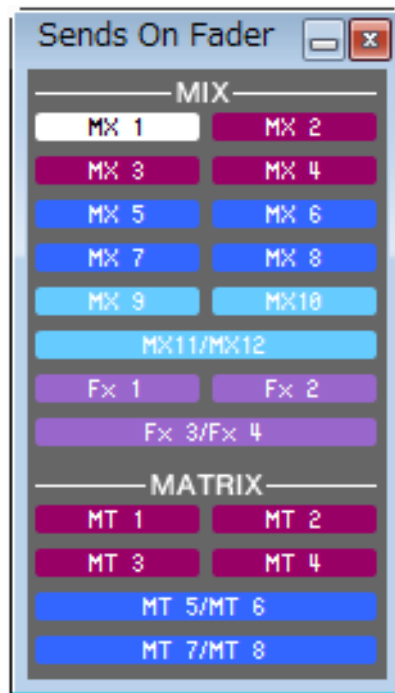 Sends On Fader
MIX
MX 1 MX 2
MX 3 MX 4
MX 5 MX 6
MX 7 MX 8
MX 9 MX10
MX11/MX12
Fx 1 Fx 2
Fx 3/Fx 4
MATRIX
MT 1 MT 2
MT 3 MT 4
MT 5/MT 6
MT 7/MT 8